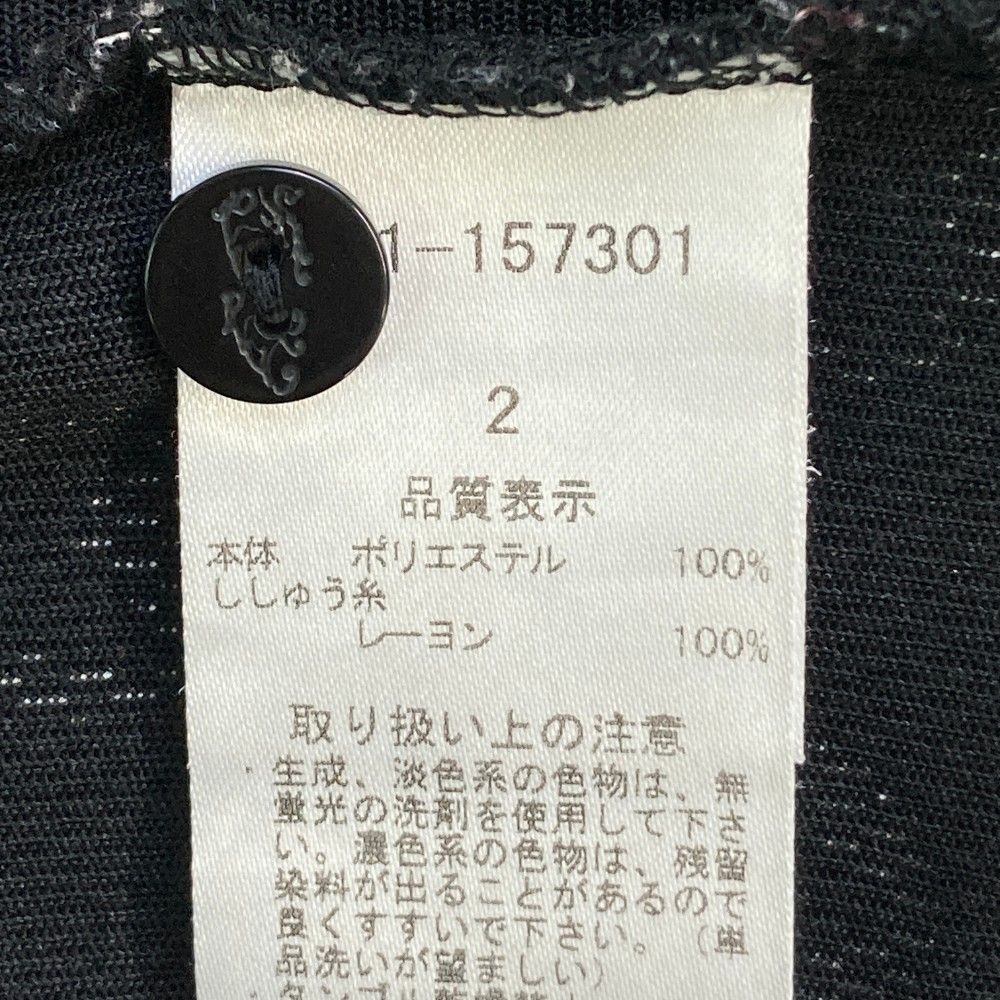 1-157301
2
品質表示
本体 ポリエステル 100%
ししゅう糸
レーヨン 100%
取り扱い上の注意
・生成、淡色系の色物は、無
蛍光の洗剤を使用して下さ
い。濃色系の色物は、残留
染料が出ることがある ので
良くすすいで下さい。(単
品洗いが望ましい)